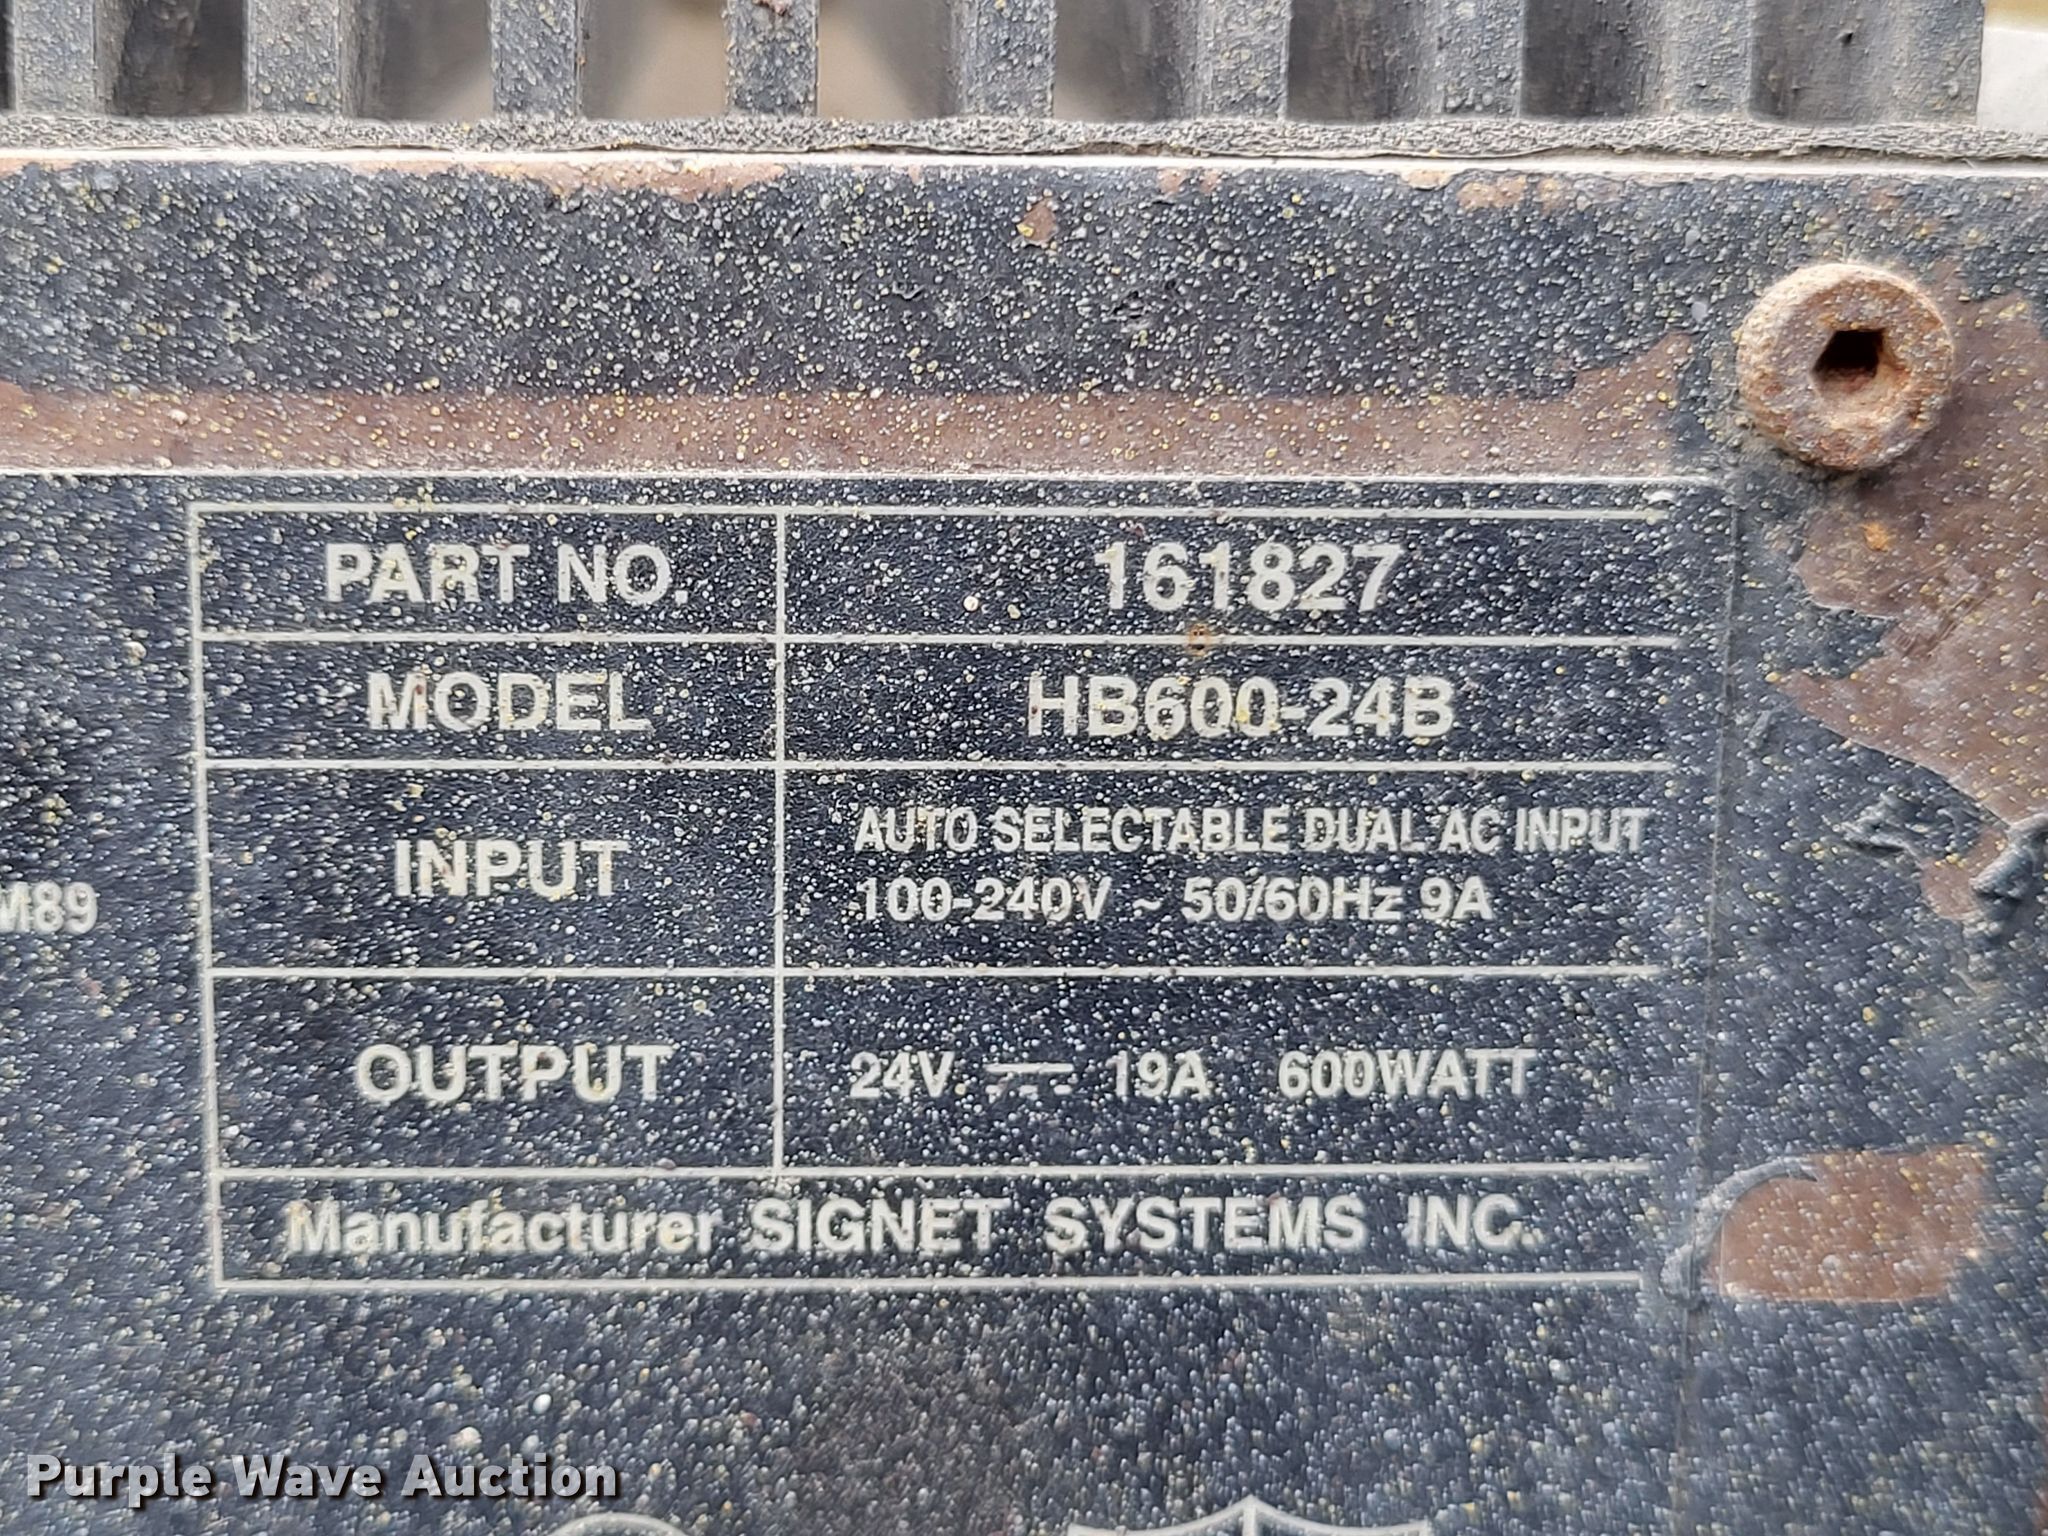 PART NO. 161827
MODEL HB600-24B
INPUT AUTO SELECTABLE DUAL AC INPUT
100-240V ~ 50/60Hz 9A
M89
OUTPUT 24V ⎓ 19A 600WATT
Manufacturer SIGNET SYSTEMS INC.
Purple Wave Auction